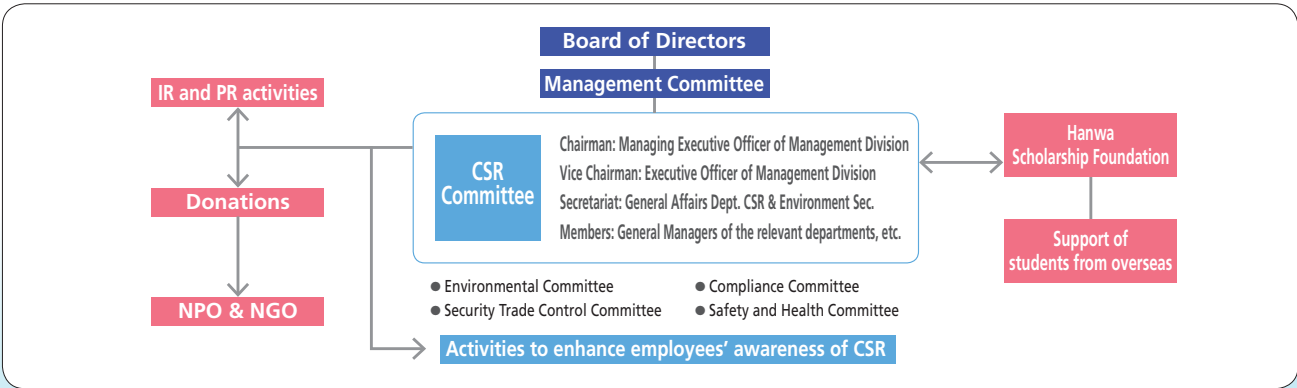 Board of Directors
Management Committee
IR and PR activities
Donations
NPO & NGO
CSR
Committee
Chairman: Managing Executive Officer of Management Division
Vice Chairman: Executive Officer of Management Division
Secretariat: General Affairs Dept. CSR & Environment Sec.
Members: General Managers of the relevant departments, etc.
Hanwa
Scholarship Foundation
Support of
students from overseas
● Environmental Committee
● Compliance Committee
● Security Trade Control Committee
● Safety and Health Committee
Activities to enhance employees’ awareness of CSR